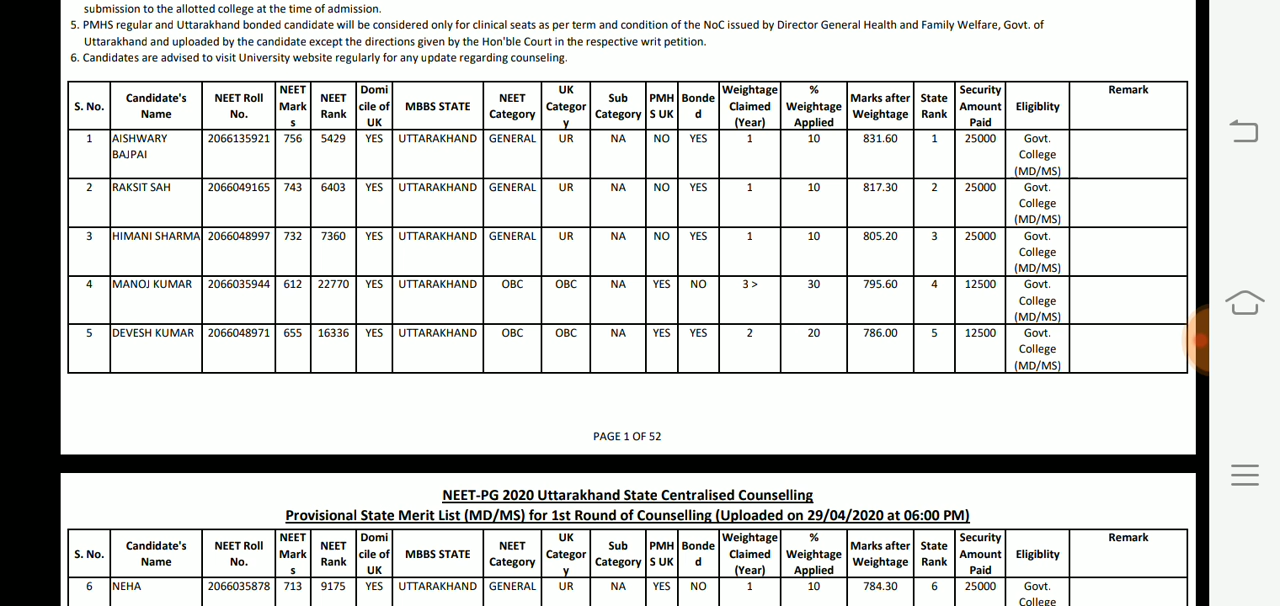 submission to the allotted college at the time of admission.
5. PMHS regular and Uttarakhand bonded candidate will be considered only for clinical seats as per term and condition of the NoC issued by Director General Health and Family Welfare, Govt. of
Uttarakhand and uploaded by the candidate except the directions given by the Hon'ble Court in the respective writ petition.
6. Candidates are advised to visit University website regularly for any update regarding counseling.
S. No. Candidate's Name NEET Roll No. NEET Mark s NEET Rank Domi cile of UK MBBS STATE NEET Category UK Categor y Sub Category PMH S UK Bonde d Weightage Claimed (Year) % Weightage Applied Marks after Weightage State Rank Security Amount Paid Eligiblity Remark
1 AISHWARY BAJPAI 2066135921 756 5429 YES UTTARAKHAND GENERAL UR NA NO YES 1 10 831.60 1 25000 Govt. College (MD/MS)
2 RAKSIT SAH 2066049165 743 6403 YES UTTARAKHAND GENERAL UR NA NO YES 1 10 817.30 2 25000 Govt. College (MD/MS)
3 HIMANI SHARMA 2066048997 732 7360 YES UTTARAKHAND GENERAL UR NA NO YES 1 10 805.20 3 25000 Govt. College (MD/MS)
4 MANOJ KUMAR 2066035944 612 22770 YES UTTARAKHAND OBC OBC NA YES NO 3 > 30 795.60 4 12500 Govt. College (MD/MS)
5 DEVESH KUMAR 2066048971 655 16336 YES UTTARAKHAND OBC OBC NA YES YES 2 20 786.00 5 12500 Govt. College (MD/MS)
PAGE 1 OF 52
NEET-PG 2020 Uttarakhand State Centralised Counselling
Provisional State Merit List (MD/MS) for 1st Round of Counselling (Uploaded on 29/04/2020 at 06:00 PM)
S. No. Candidate's Name NEET Roll No. NEET Mark s NEET Rank Domi cile of UK MBBS STATE NEET Category UK Categor y Sub Category PMH S UK Bonde d Weightage Claimed (Year) % Weightage Applied Marks after Weightage State Rank Security Amount Paid Eligiblity Remark
6 NEHA 2066035878 713 9175 YES UTTARAKHAND GENERAL UR NA YES NO 1 10 784.30 6 25000 Govt. College